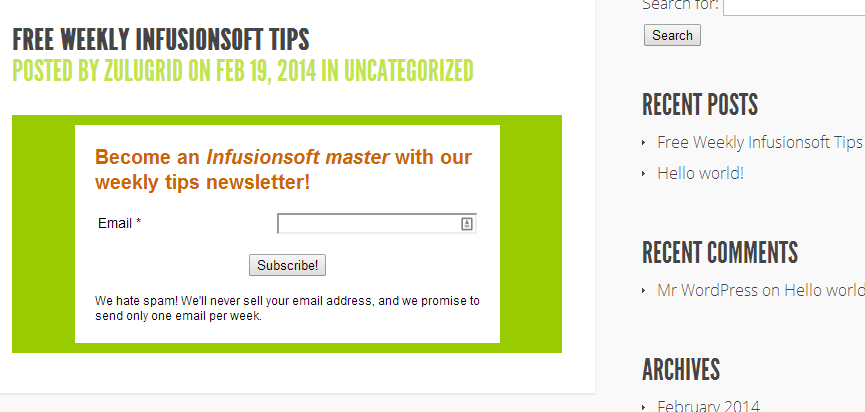 FREE WEEKLY INFUSIONSOFT TIPS
POSTED BY ZULUGRID ON FEB 19, 2014 IN UNCATEGORIZED
Become an Infusionsoft master with our
weekly tips newsletter!
Email *
Subscribe!
We hate spam! We'll never sell your email address, and we promise to
send only one email per week.
Search for:
Search
RECENT POSTS
Free Weekly Infusionsoft Tips
Hello world!
RECENT COMMENTS
Mr WordPress on Hello world
ARCHIVES
February 2014